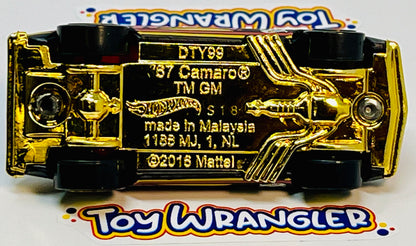 Toy Wrangler
DTY99
'67 Camaro®
TM GM
Hot Wheels
S18
made in Malaysia
1186 MJ, 1, NL
©2016 Mattel
Toy Wrangler